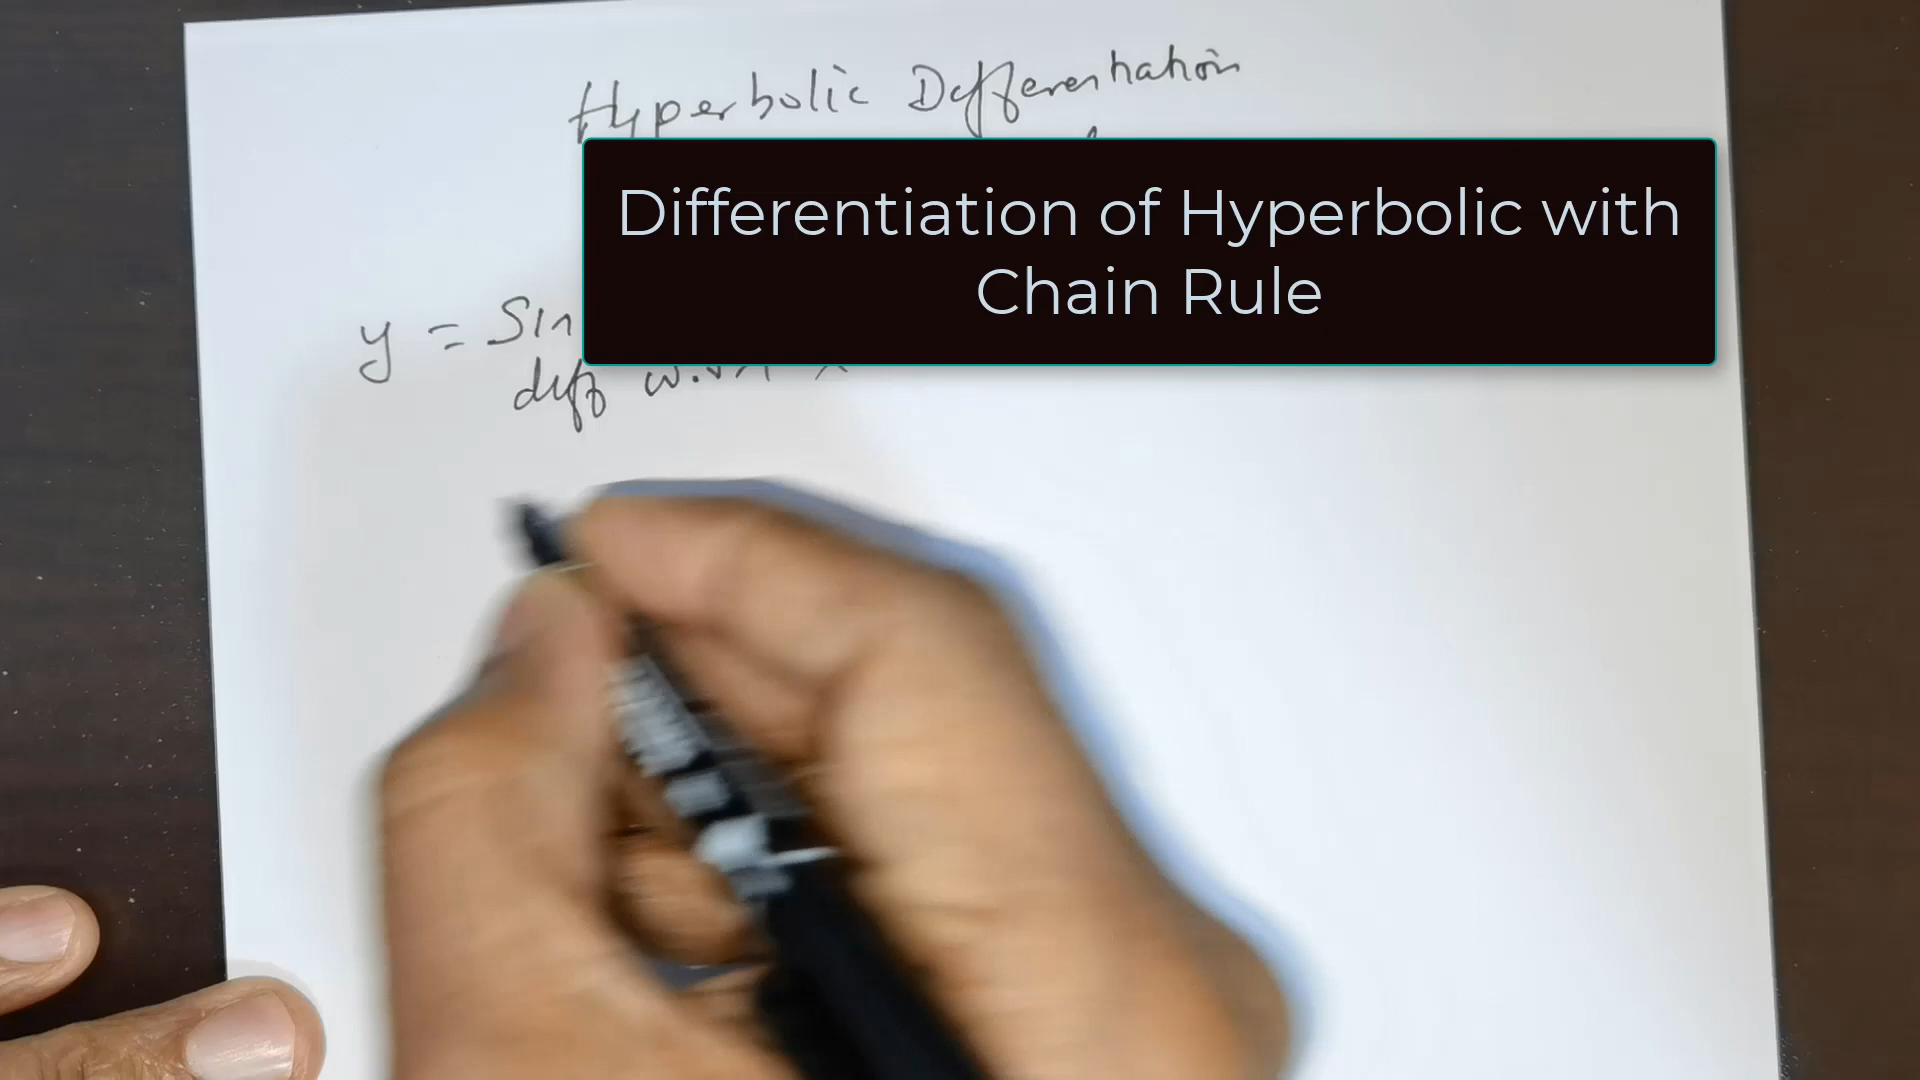 Hyperbolic Differentiation
Differentiation of Hyperbolic with
Chain Rule
y = Sin
diff w.r.t x